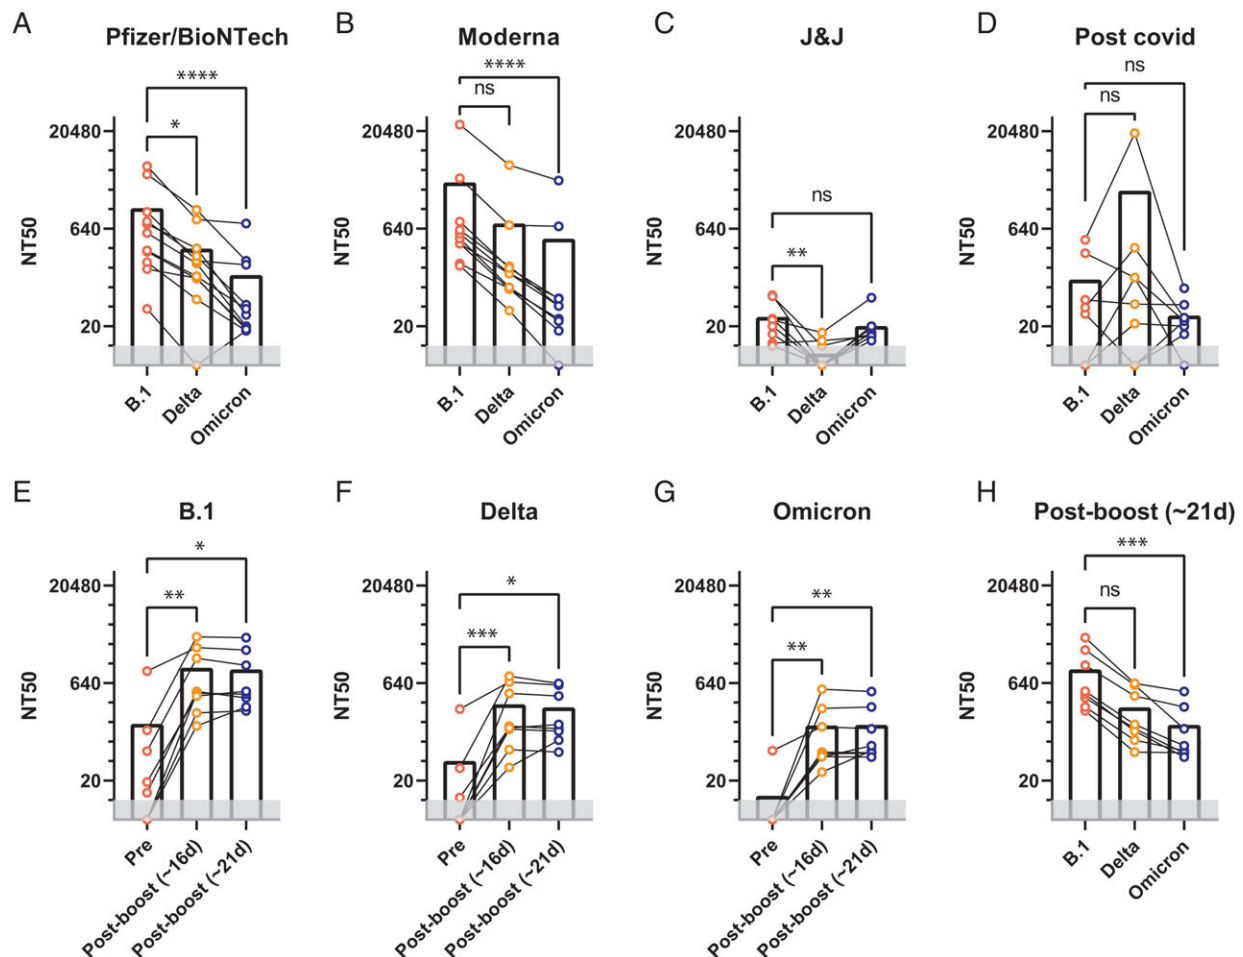 A Pfizer/BioNTech
B Moderna
C J&J
D Post covid
****
*
****
ns
ns
**
ns
ns
20480
640
20
NT50
B.1
Delta
Omicron
20480
640
20
NT50
B.1
Delta
Omicron
20480
640
20
NT50
B.1
Delta
Omicron
20480
640
20
NT50
B.1
Delta
Omicron
E B.1
F Delta
G Omicron
H Post-boost (~21d)
*
**
*
***
**
**
***
ns
20480
640
20
NT50
Pre
Post-boost (~16d)
Post-boost (~21d)
20480
640
20
NT50
Pre
Post-boost (~16d)
Post-boost (~21d)
20480
640
20
NT50
Pre
Post-boost (~16d)
Post-boost (~21d)
20480
640
20
NT50
B.1
Delta
Omicron